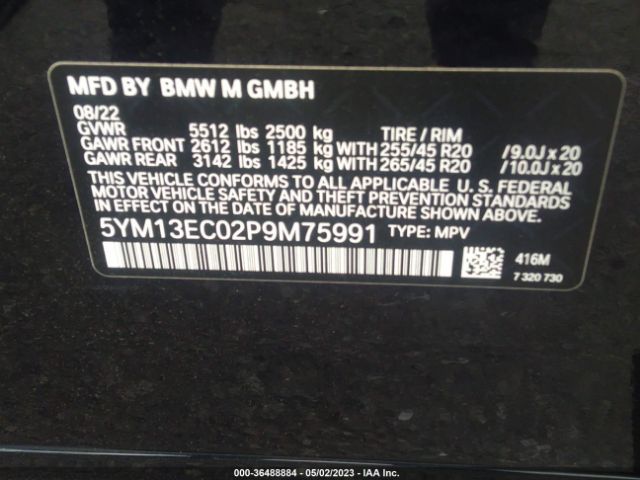 MFD BY BMW M GMBH
08/22
GVWR 5512 lbs 2500 kg TIRE / RIM
GAWR FRONT 2612 lbs 1185 kg WITH 255/45 R20 /9.0J x 20
GAWR REAR 3142 lbs 1425 kg WITH 265/45 R20 /10.0J x 20
THIS VEHICLE CONFORMS TO ALL APPLICABLE U. S. FEDERAL
MOTOR VEHICLE SAFETY AND THEFT PREVENTION STANDARDS
IN EFFECT ON THE DATE OF MANUFACTURE SHOWN ABOVE.
5YM13EC02P9M75991 TYPE: MPV
416M
7 320 730
000-36488884 - 05/02/2023 - IAA Inc.